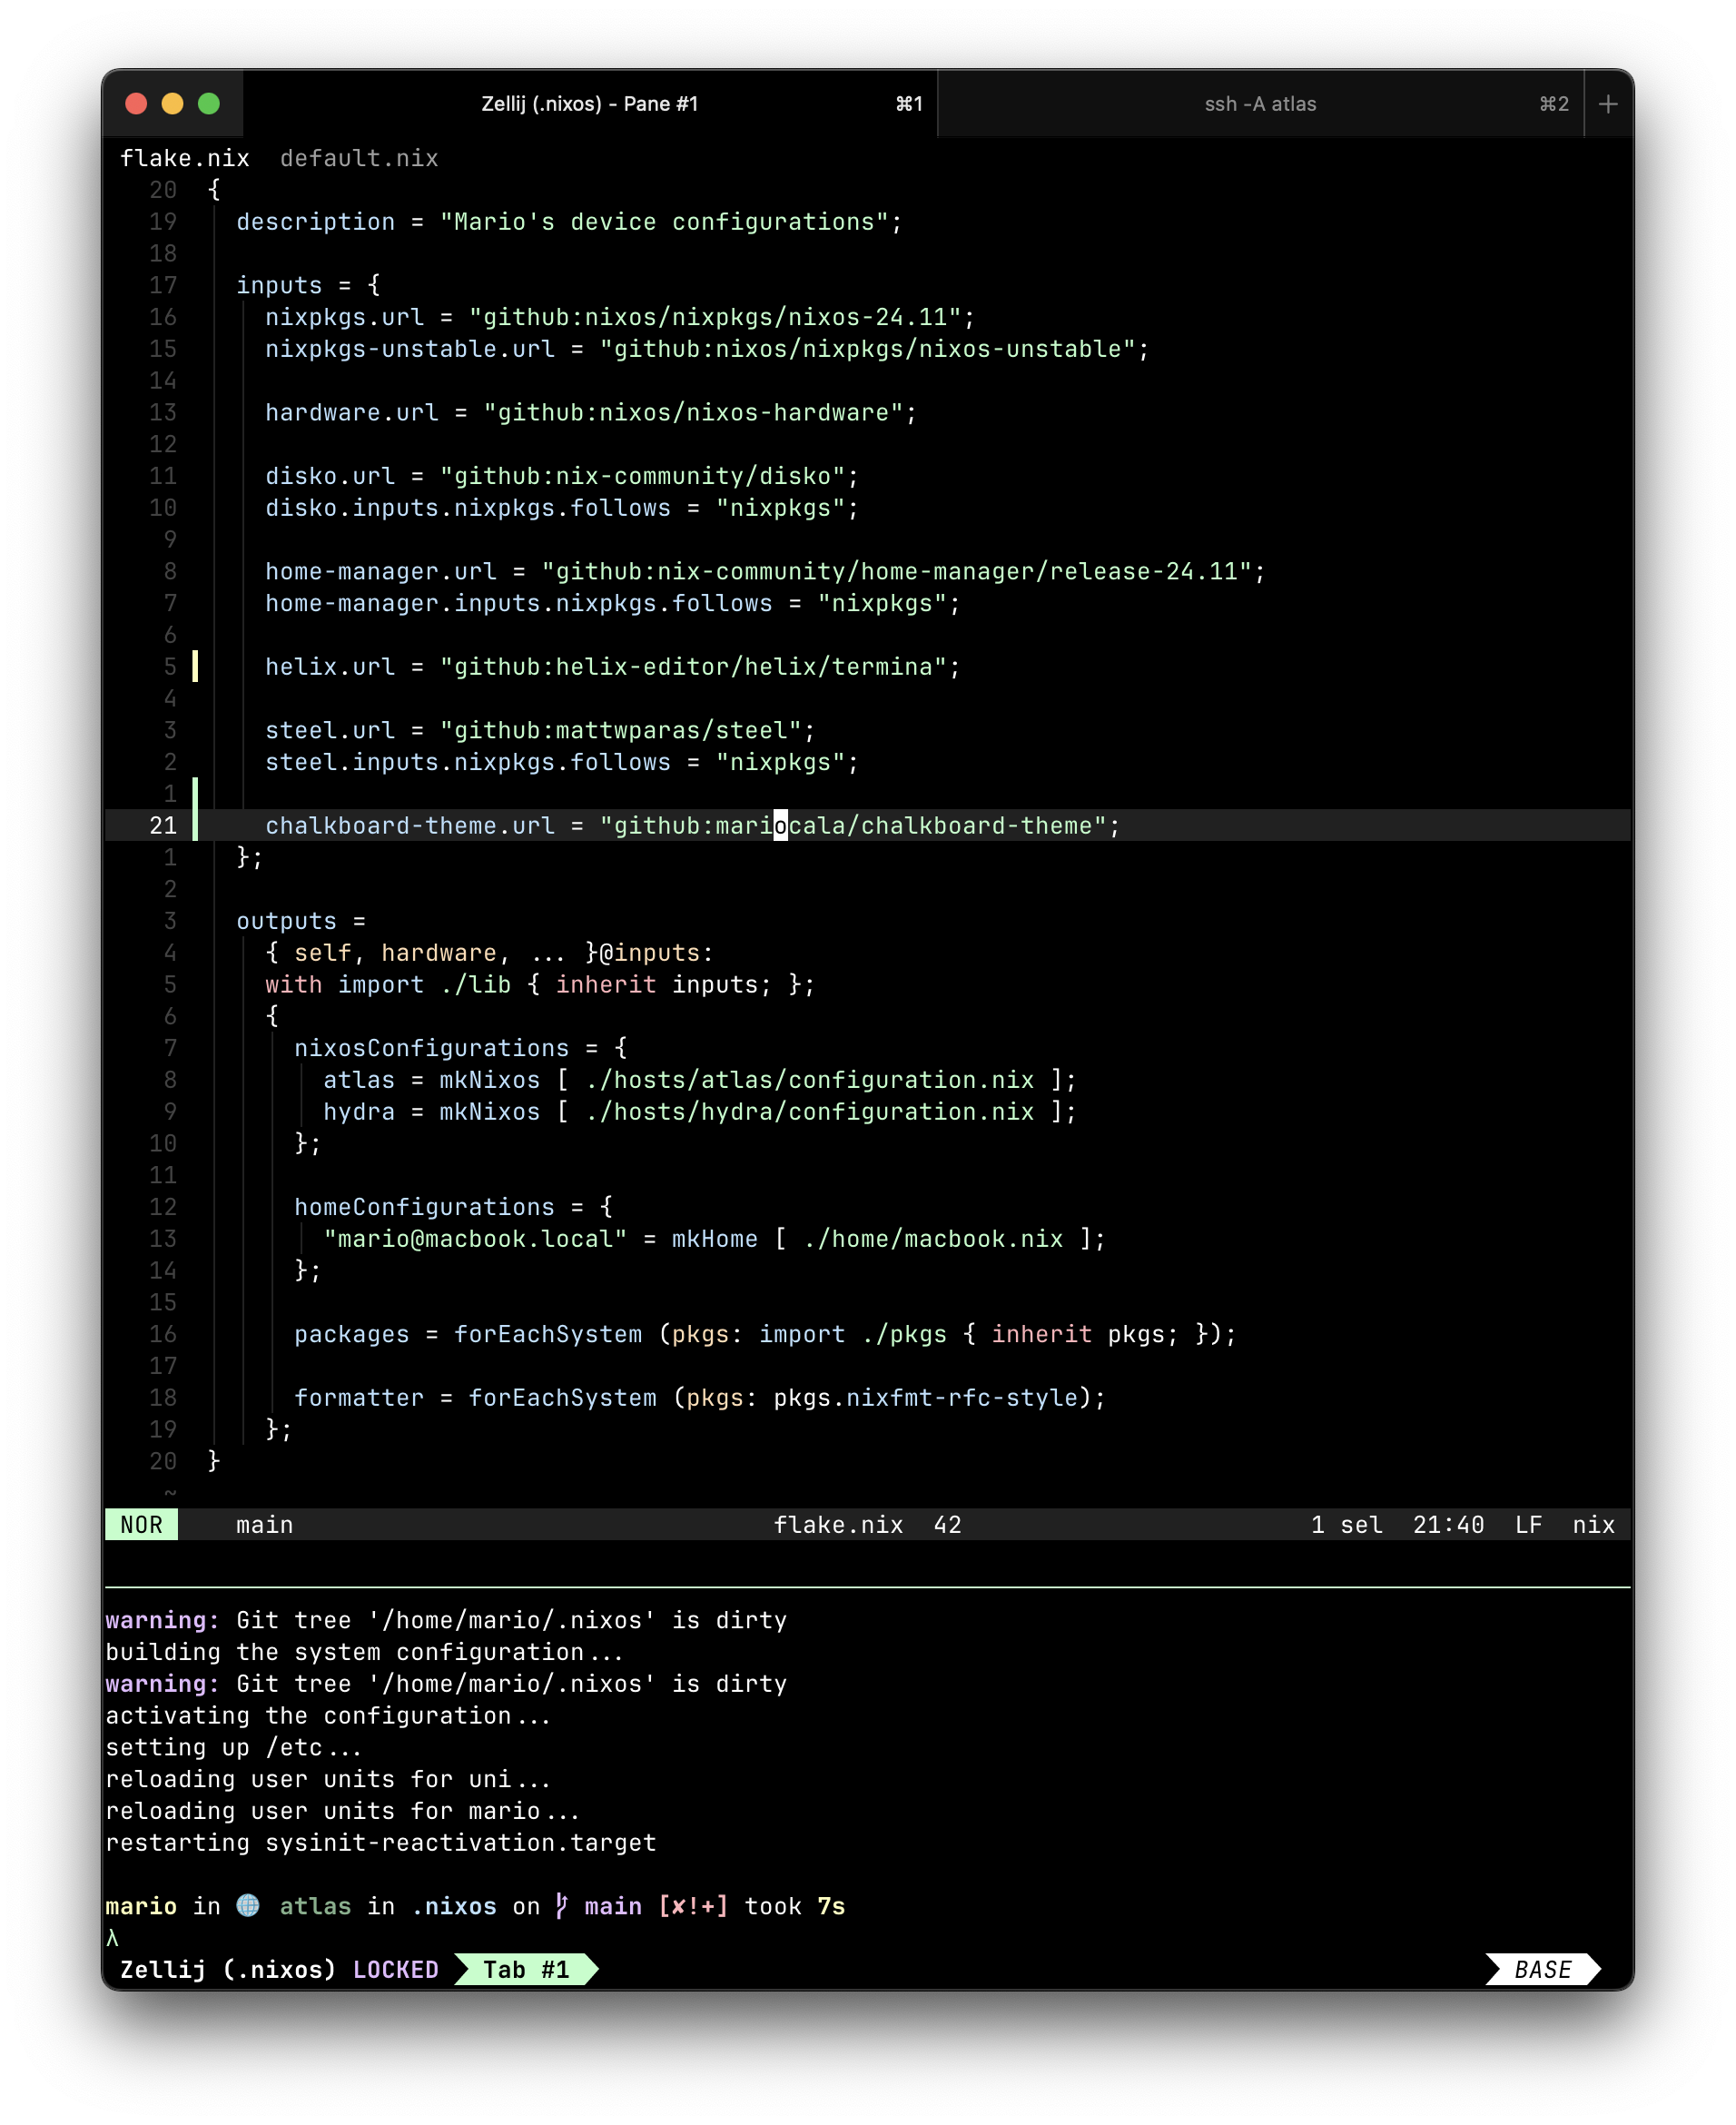 Zellij (.nixos) - Pane #1 ⌘1 ssh -A atlas ⌘2 +
flake.nix default.nix
20 {
19 description = "Mario's device configurations";
18
17 inputs = {
16 nixpkgs.url = "github:nixos/nixpkgs/nixos-24.11";
15 nixpkgs-unstable.url = "github:nixos/nixpkgs/nixos-unstable";
14
13 hardware.url = "github:nixos/nixos-hardware";
12
11 disko.url = "github:nix-community/disko";
10 disko.inputs.nixpkgs.follows = "nixpkgs";
9
8 home-manager.url = "github:nix-community/home-manager/release-24.11";
7 home-manager.inputs.nixpkgs.follows = "nixpkgs";
6
5 helix.url = "github:helix-editor/helix/termina";
4
3 steel.url = "github:mattwparas/steel";
2 steel.inputs.nixpkgs.follows = "nixpkgs";
1
21 chalkboard-theme.url = "github:mariocala/chalkboard-theme";
1 };
2
3 outputs =
4 { self, hardware, ... }@inputs:
5 with import ./lib { inherit inputs; };
6 {
7 nixosConfigurations = {
8 atlas = mkNixos [ ./hosts/atlas/configuration.nix ];
9 hydra = mkNixos [ ./hosts/hydra/configuration.nix ];
10 };
11
12 homeConfigurations = {
13 "mario@macbook.local" = mkHome [ ./home/macbook.nix ];
14 };
15
16 packages = forEachSystem (pkgs: import ./pkgs { inherit pkgs; });
17
18 formatter = forEachSystem (pkgs: pkgs.nixfmt-rfc-style);
19 };
20 }
~
NOR main flake.nix 42 1 sel 21:40 LF nix
warning: Git tree '/home/mario/.nixos' is dirty
building the system configuration...
warning: Git tree '/home/mario/.nixos' is dirty
activating the configuration...
setting up /etc...
reloading user units for uni...
reloading user units for mario...
restarting sysinit-reactivation.target
mario in 🌐 atlas in .nixos on main [✘!+] took 7s
λ
Zellij (.nixos) LOCKED Tab #1 BASE